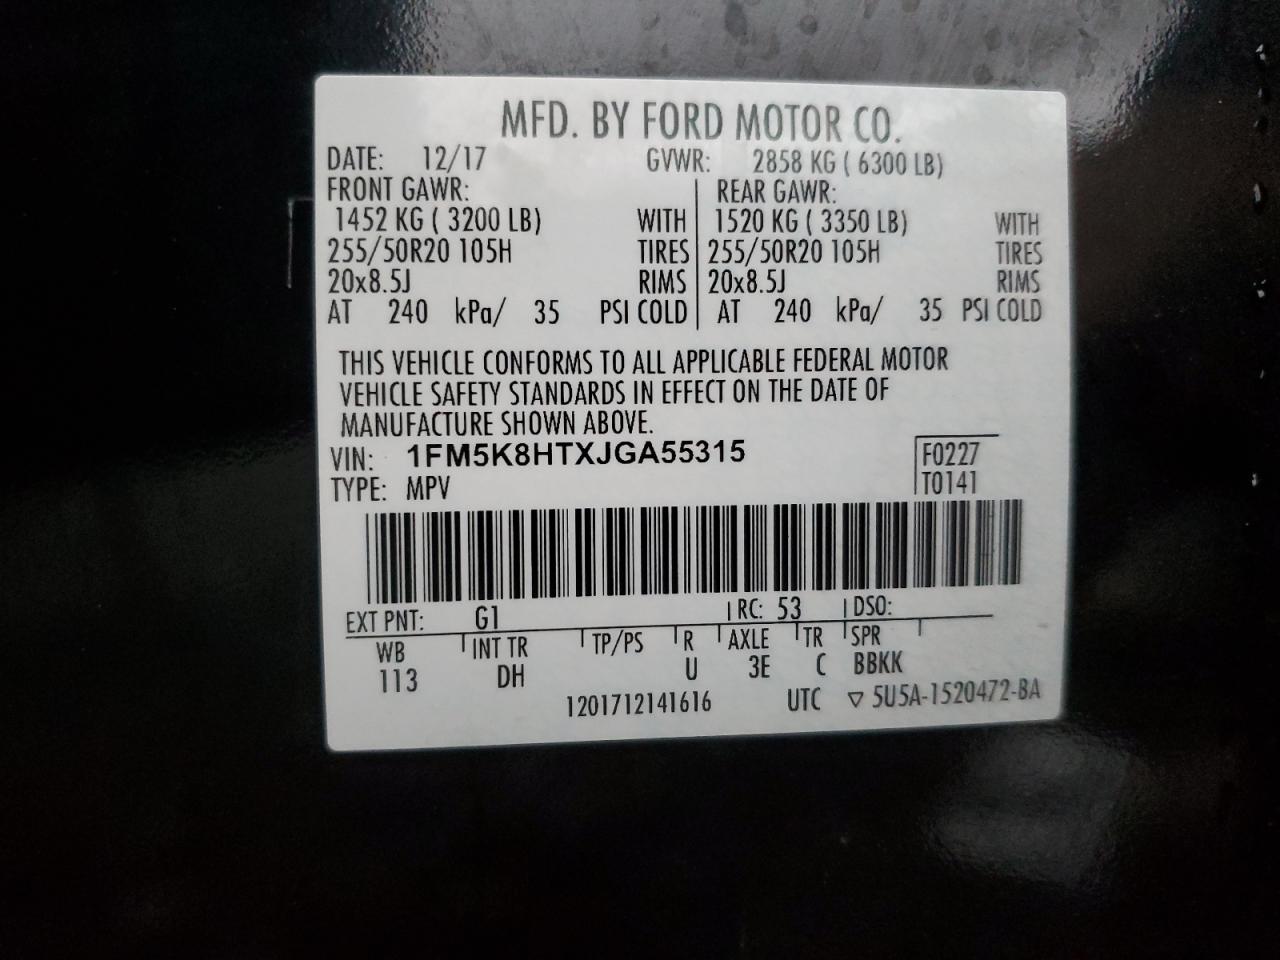 MFD. BY FORD MOTOR CO.
DATE: 12/17 GVWR: 2858 KG ( 6300 LB)
FRONT GAWR: REAR GAWR:
1452 KG ( 3200 LB) WITH 1520 KG ( 3350 LB) WITH
255/50R20 105H TIRES 255/50R20 105H TIRES
20x8.5J RIMS 20x8.5J RIMS
AT 240 kPa/ 35 PSI COLD AT 240 kPa/ 35 PSI COLD
THIS VEHICLE CONFORMS TO ALL APPLICABLE FEDERAL MOTOR
VEHICLE SAFETY STANDARDS IN EFFECT ON THE DATE OF
MANUFACTURE SHOWN ABOVE.
VIN: 1FM5K8HTXJGA55315 F0227
TYPE: MPV T0141
EXT PNT: G1 RC: 53 DSO:
WB INT TR TP/PS R AXLE TR SPR
113 DH U 3E C BBKK
1201712141616 UTC ▽ 5U5A-1520472-BA